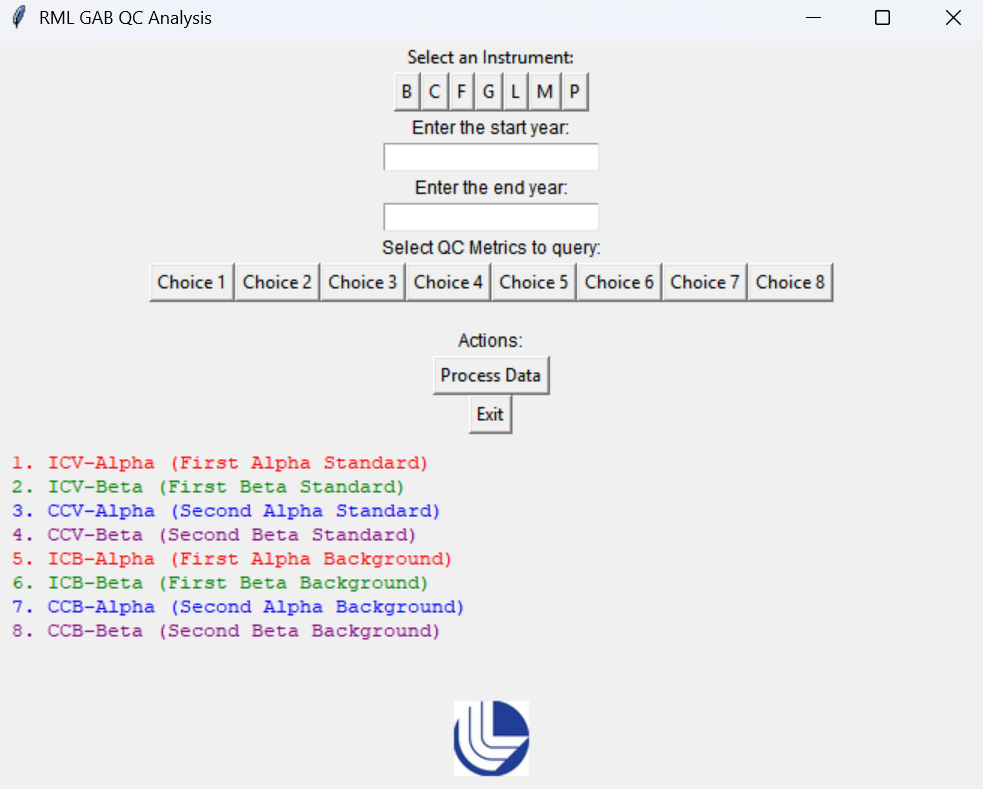 RML GAB QC Analysis
Select an Instrument:
B C F G L M P
Enter the start year:
Enter the end year:
Select QC Metrics to query:
Choice 1 Choice 2 Choice 3 Choice 4 Choice 5 Choice 6 Choice 7 Choice 8
Actions:
Process Data
Exit
1. ICV-Alpha (First Alpha Standard)
2. ICV-Beta (First Beta Standard)
3. CCV-Alpha (Second Alpha Standard)
4. CCV-Beta (Second Beta Standard)
5. ICB-Alpha (First Alpha Background)
6. ICB-Beta (First Beta Background)
7. CCB-Alpha (Second Alpha Background)
8. CCB-Beta (Second Beta Background)